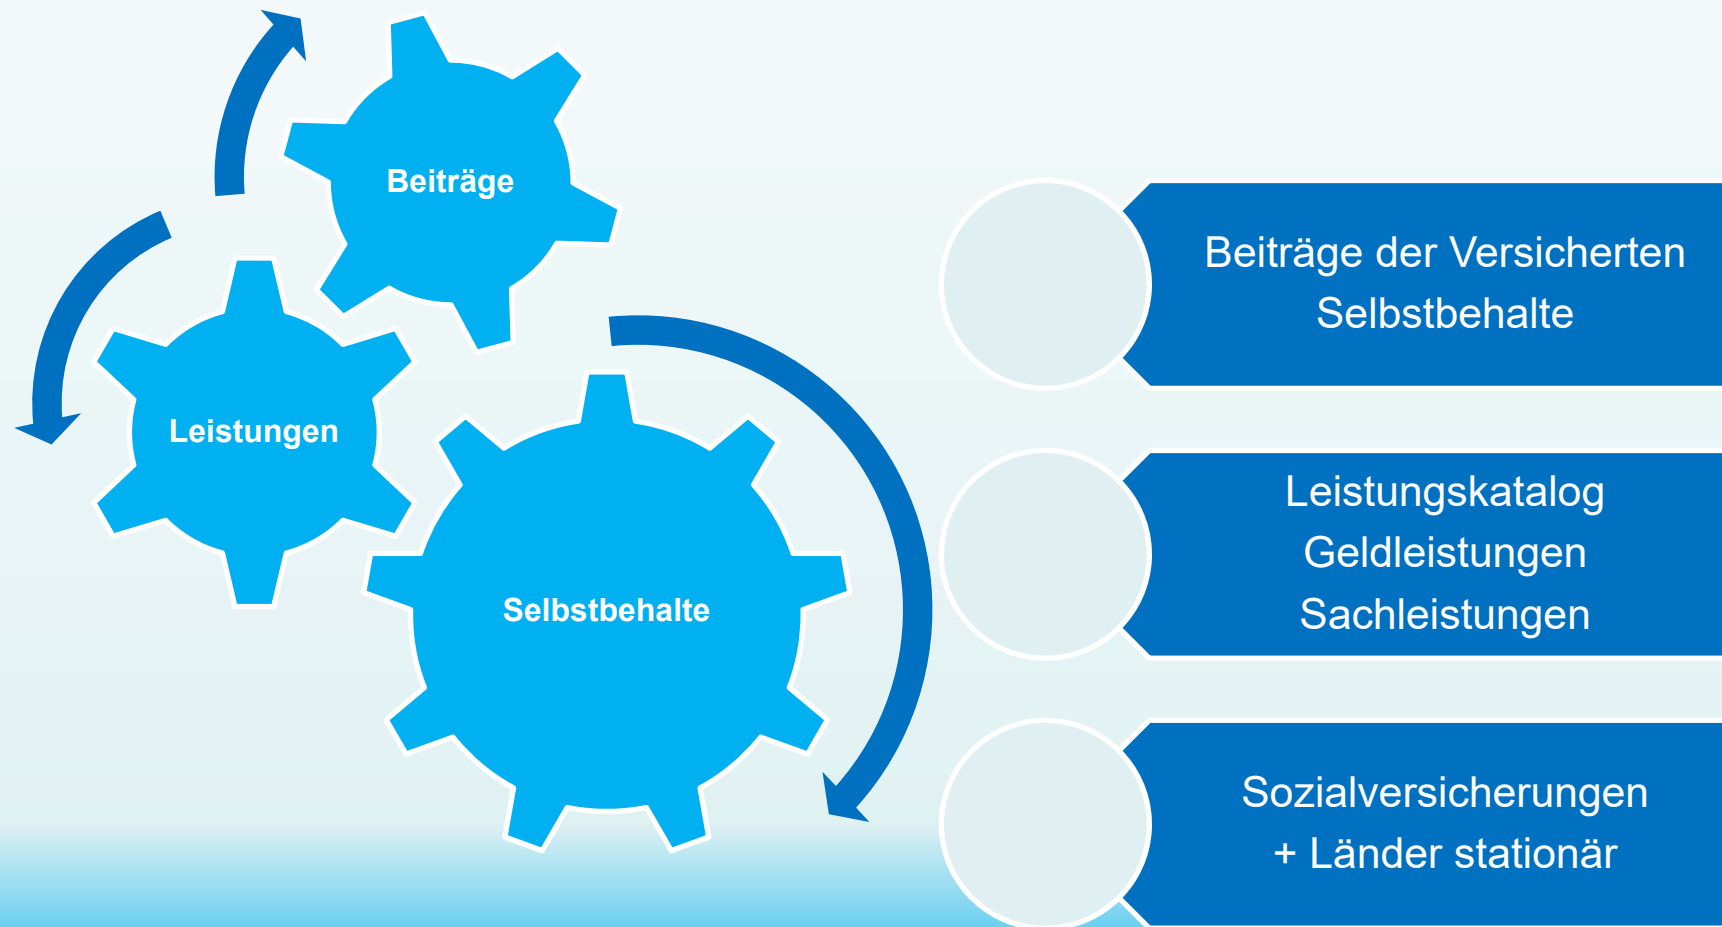 Beiträge
Leistungen
Selbstbehalte
Beiträge der Versicherten
Selbstbehalte
Leistungskatalog
Geldleistungen
Sachleistungen
Sozialversicherungen
+ Länder stationär